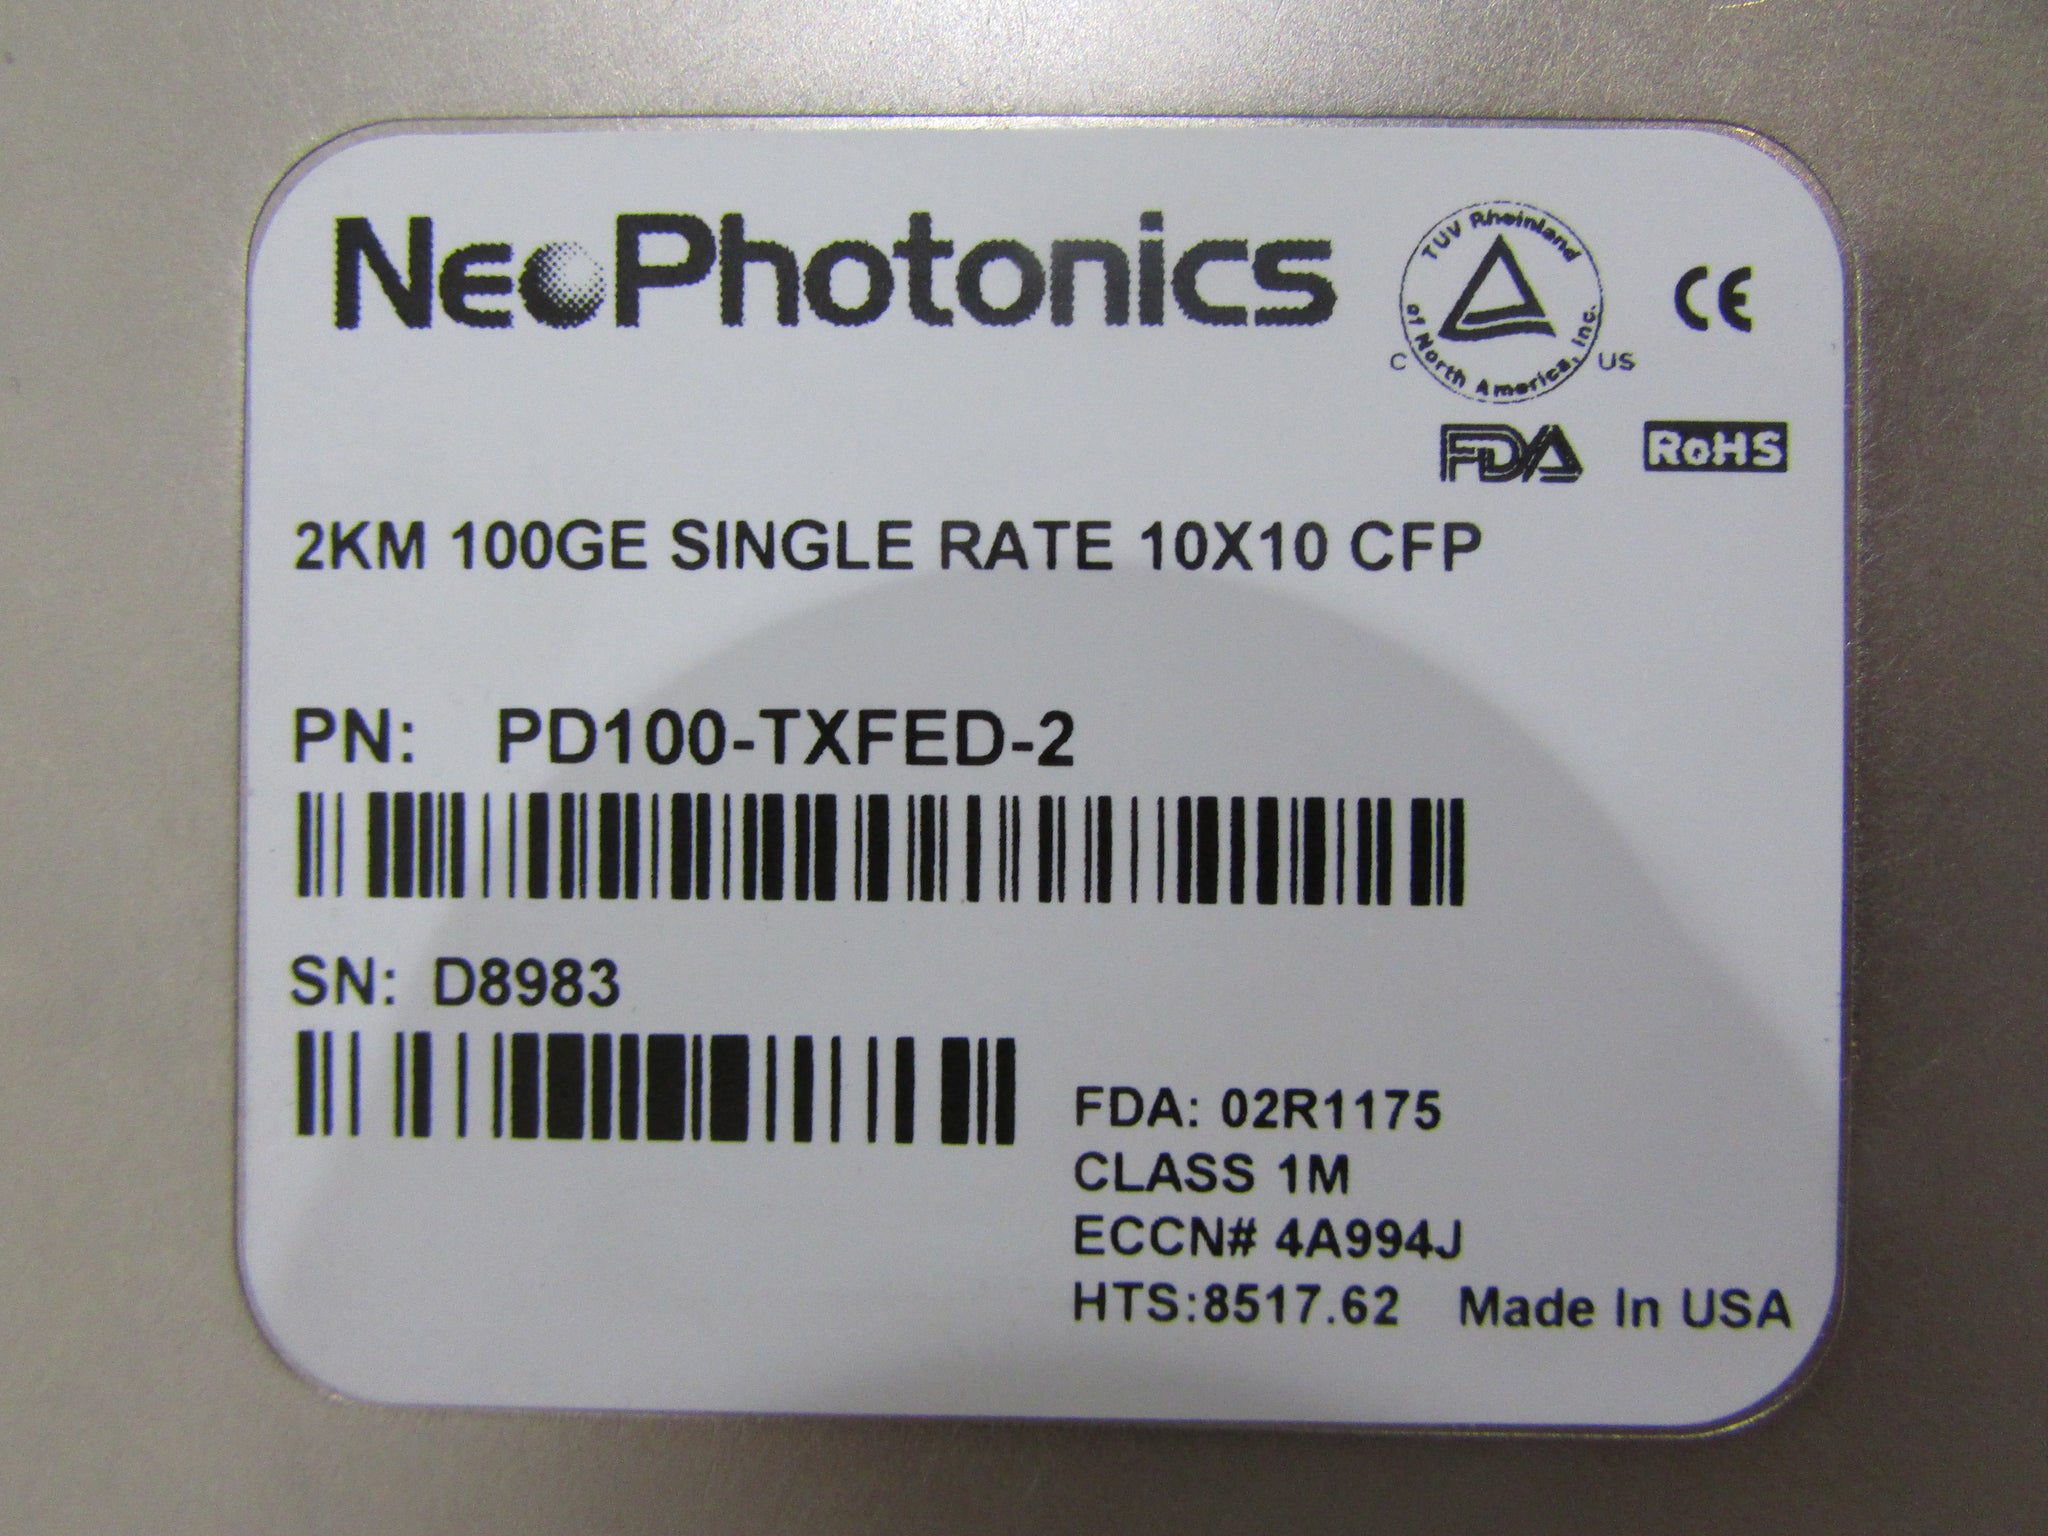 NeoPhotonics
TUV Rheinland
of North America, Inc.
C US
CE
FDA RoHS
2KM 100GE SINGLE RATE 10X10 CFP
PN: PD100-TXFED-2
SN: D8983
FDA: 02R1175
CLASS 1M
ECCN# 4A994J
HTS:8517.62 Made In USA